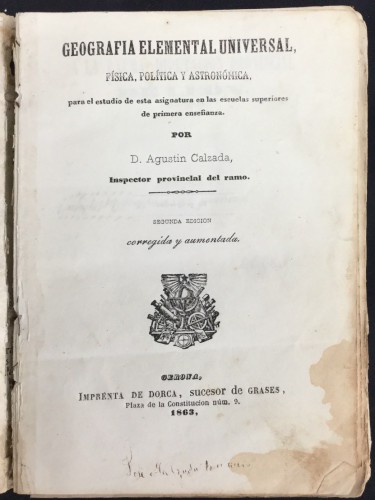 GEOGRAFIA ELEMENTAL UNIVERSAL,
FÍSICA, POLÍTICA Y ASTRONÓMICA,
para el estudio de esta asignatura en las escuelas superiores
de primera enseñanza.
POR
D. Agustin Calzada,
Inspector provincial del ramo.
SEGUNDA EDICION
corregida y aumentada.
GERONA,
IMPRENTA DE DORCA, sucesor de GRASES,
Plaza de la Constitucion núm. 9.
1863,